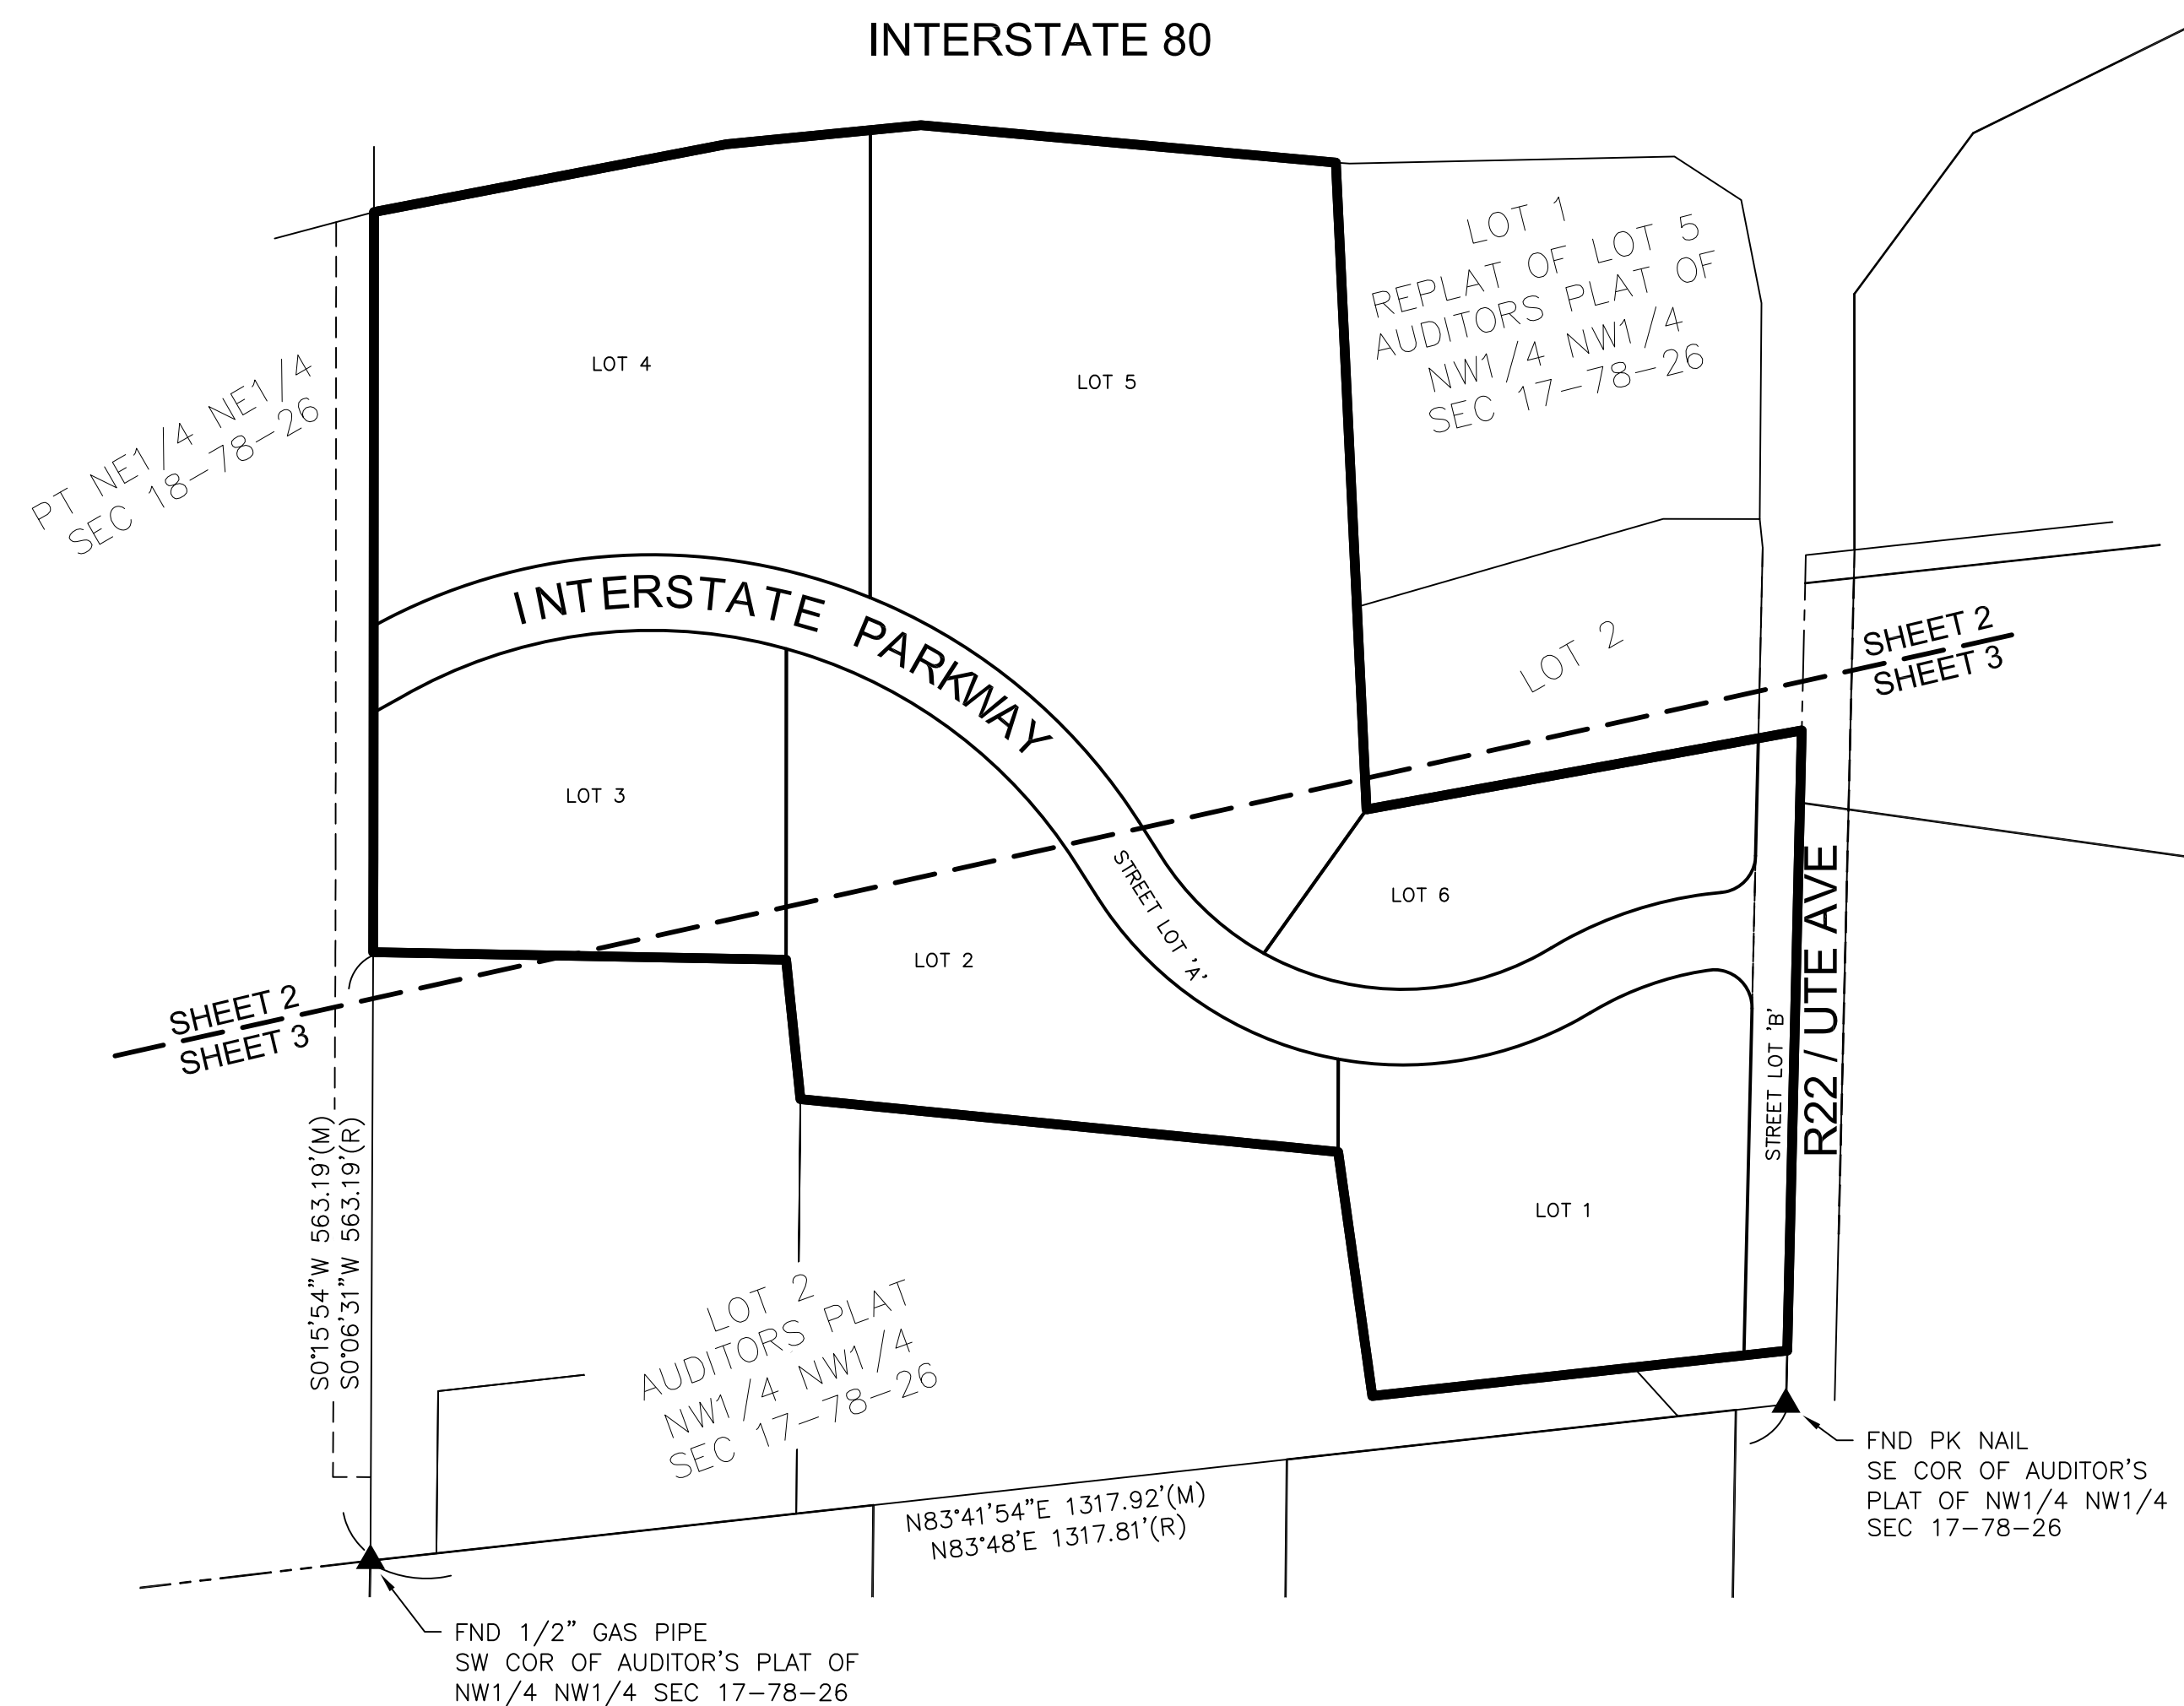 INTERSTATE 80
LOT 1
REPLAT OF LOT 5
AUDITORS PLAT OF
NW1/4 NW1/4
SEC 17-78-26
PT NE1/4 NE1/4
SEC 18-78-26
LOT 4
LOT 5
INTERSTATE PARKWAY
LOT 2
SHEET 2
SHEET 3
LOT 3
STREET LOT 'A'
LOT 6
R22 / UTE AVE
LOT 2
SHEET 2
SHEET 3
STREET LOT 'B'
LOT 1
S0°15'54"W 563.19'(M)
S0°06'31"W 563.19'(R)
LOT 2
AUDITORS PLAT
NW1/4 NW1/4
SEC 17-78-26
N83°41'54"E 1317.92'(M)
N83°48'E 1317.81'(R)
FND PK NAIL
SE COR OF AUDITOR'S
PLAT OF NW1/4 NW1/4
SEC 17-78-26
FND 1/2" GAS PIPE
SW COR OF AUDITOR'S PLAT OF
NW1/4 NW1/4 SEC 17-78-26